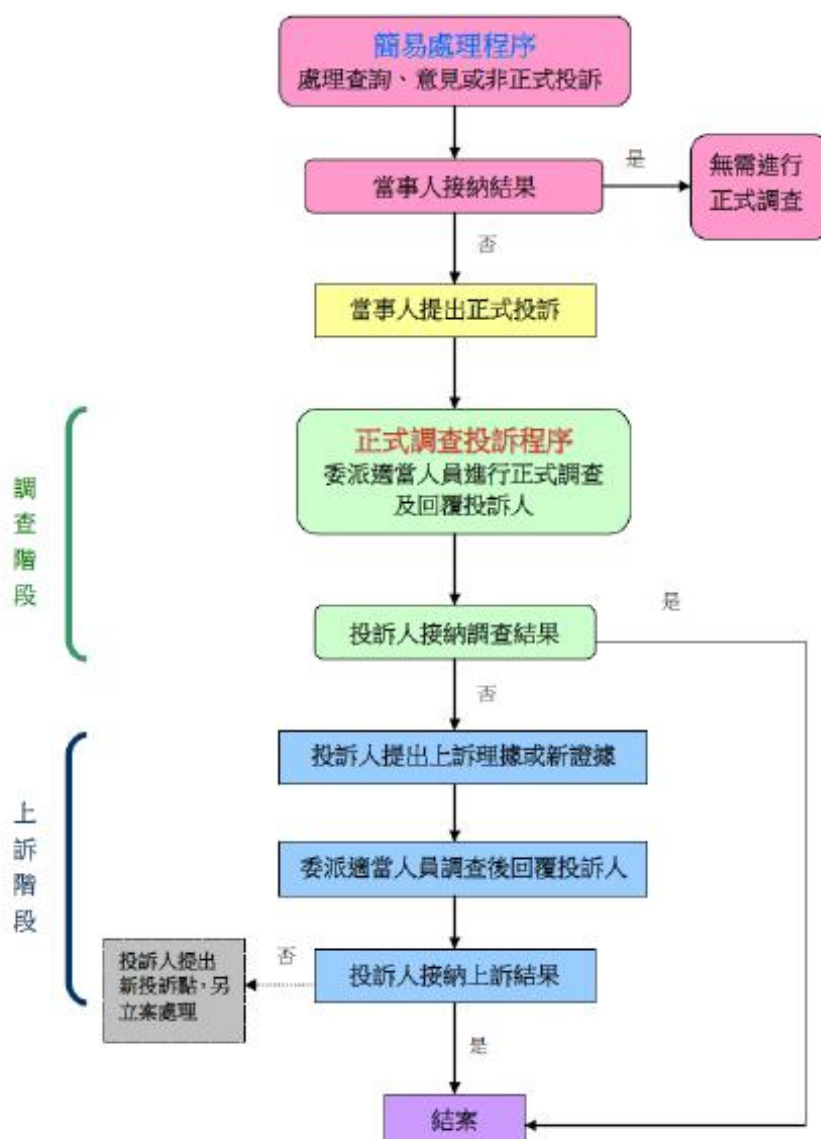 簡易處理程序
處理查詢、意見或非正式投訴
當事人接納結果
是
無需進行
正式調查
否
當事人提出正式投訴
調查階段
正式調查投訴程序
委派適當人員進行正式調查
及回覆投訴人
投訴人接納調查結果
是
否
上訴階段
投訴人提出上訴理據或新證據
委派適當人員調查後回覆投訴人
投訴人接納上訴結果
否
投訴人提出
新投訴點，另
立案處理
是
結案